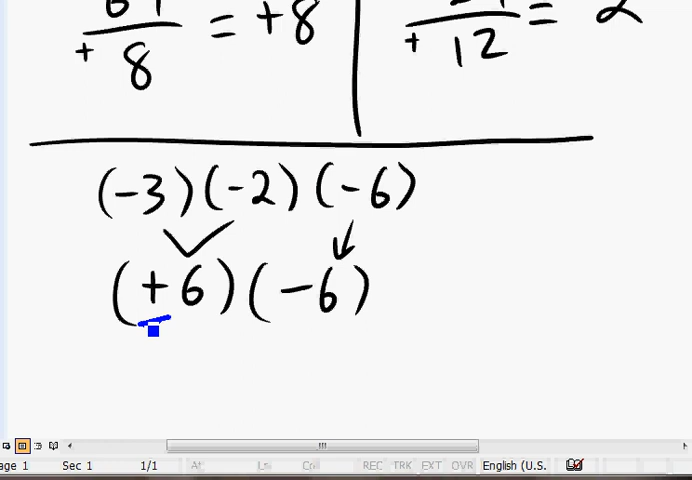 + 8 = +8
+ 12 = 2
(-3)(-2)(-6)
(+6)(-6)
age 1 Sec 1 1/1 At Ln Col REC TRK EXT OVR English (U.S.